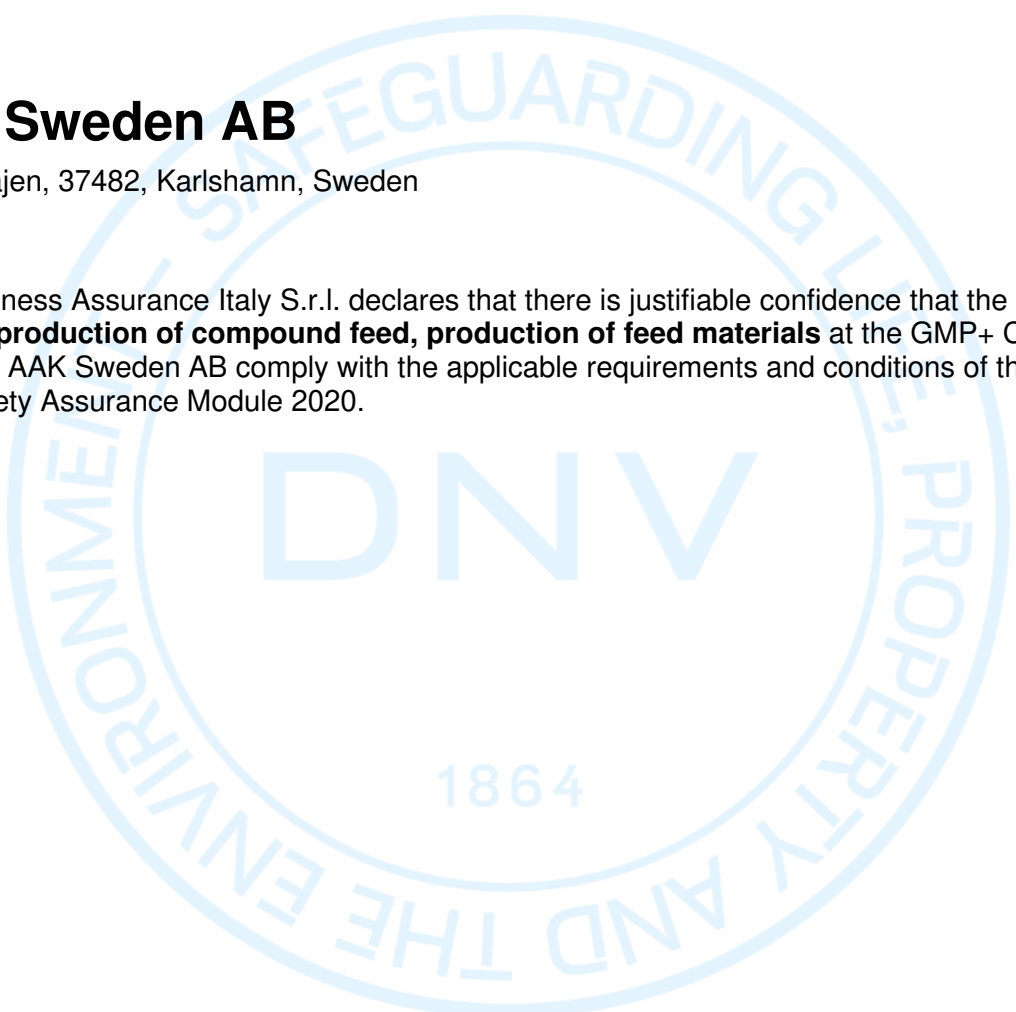 Sweden AB
jen, 37482, Karlshamn, Sweden
ness Assurance Italy S.r.l. declares that there is justifiable confidence that the
production of compound feed, production of feed materials at the GMP+ C
AAK Sweden AB comply with the applicable requirements and conditions of th
ety Assurance Module 2020.
SAFEGUARDING LIFE, PROPERTY AND THE ENVIRONMENT
DNV
1864